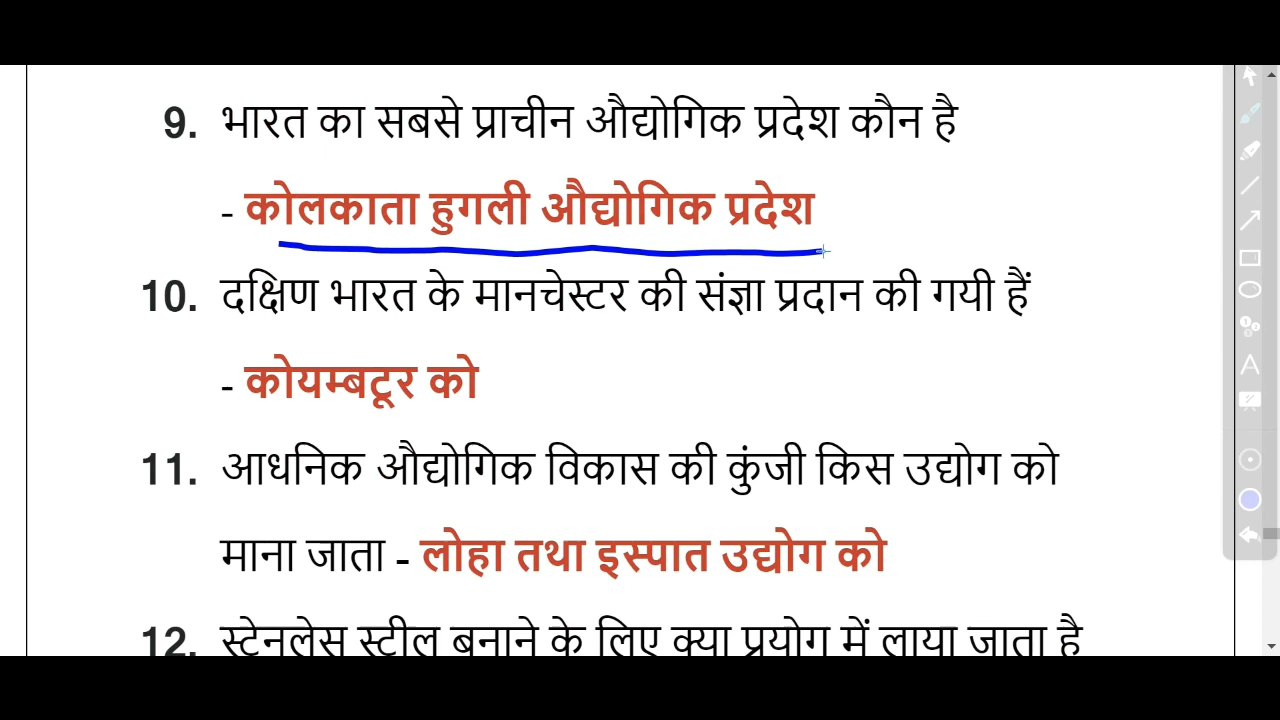 9. भारत का सबसे प्राचीन औद्योगिक प्रदेश कौन है
- कोलकाता हुगली औद्योगिक प्रदेश
10. दक्षिण भारत के मानचेस्टर की संज्ञा प्रदान की गयी हैं
- कोयम्बटूर को
11. आधनिक औद्योगिक विकास की कुंजी किस उद्योग को
माना जाता - लोहा तथा इस्पात उद्योग को
12. स्टेनलेस स्टील बनाने के लिए क्या प्रयोग में लाया जाता है